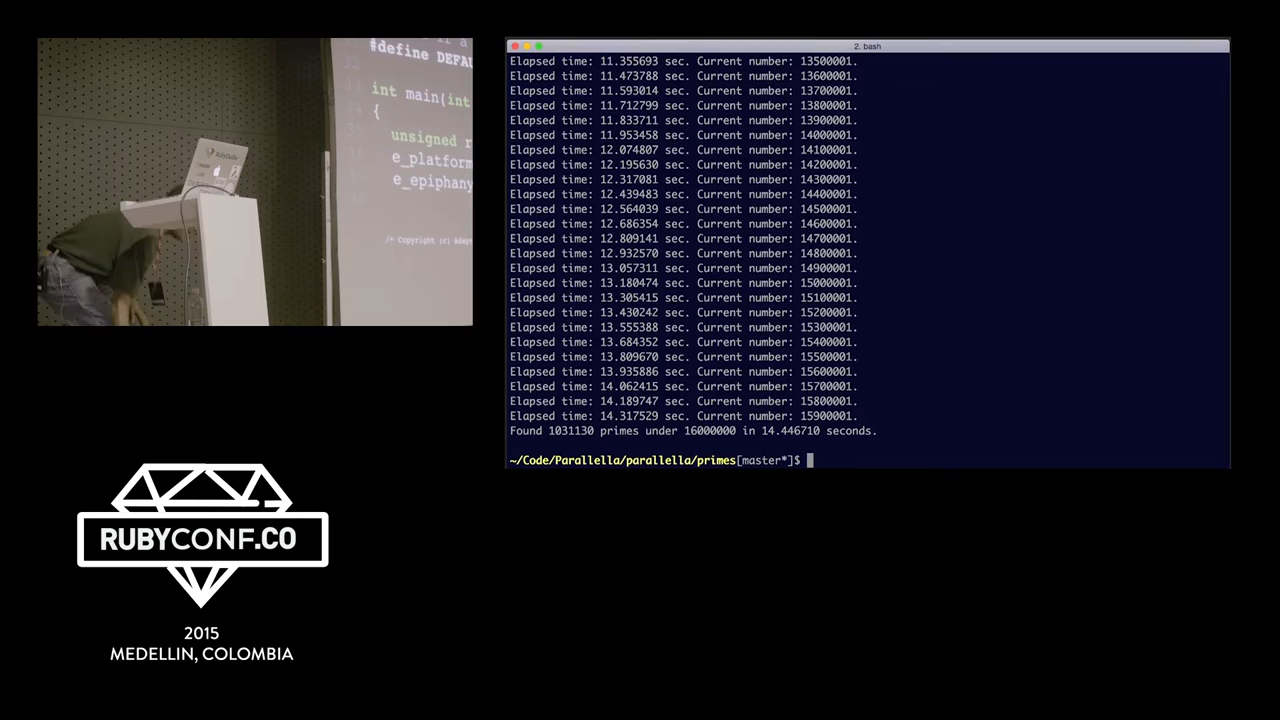 #define DEFAU
int main(int
{
unsigned r
e_platform
e_epiphany
/* Copyright (c) Adapt
2. bash
Elapsed time: 11.355693 sec. Current number: 13500001.
Elapsed time: 11.473788 sec. Current number: 13600001.
Elapsed time: 11.593014 sec. Current number: 13700001.
Elapsed time: 11.712799 sec. Current number: 13800001.
Elapsed time: 11.833711 sec. Current number: 13900001.
Elapsed time: 11.953458 sec. Current number: 14000001.
Elapsed time: 12.074807 sec. Current number: 14100001.
Elapsed time: 12.195630 sec. Current number: 14200001.
Elapsed time: 12.317081 sec. Current number: 14300001.
Elapsed time: 12.439483 sec. Current number: 14400001.
Elapsed time: 12.564039 sec. Current number: 14500001.
Elapsed time: 12.686354 sec. Current number: 14600001.
Elapsed time: 12.809141 sec. Current number: 14700001.
Elapsed time: 12.932570 sec. Current number: 14800001.
Elapsed time: 13.057311 sec. Current number: 14900001.
Elapsed time: 13.180474 sec. Current number: 15000001.
Elapsed time: 13.305415 sec. Current number: 15100001.
Elapsed time: 13.430242 sec. Current number: 15200001.
Elapsed time: 13.555388 sec. Current number: 15300001.
Elapsed time: 13.684352 sec. Current number: 15400001.
Elapsed time: 13.809670 sec. Current number: 15500001.
Elapsed time: 13.935886 sec. Current number: 15600001.
Elapsed time: 14.062415 sec. Current number: 15700001.
Elapsed time: 14.189747 sec. Current number: 15800001.
Elapsed time: 14.317529 sec. Current number: 15900001.
Found 1031130 primes under 16000000 in 14.446710 seconds.
~/Code/Parallella/parallella/primes[master*]$
RUBYCONF.CO
2015
MEDELLIN, COLOMBIA